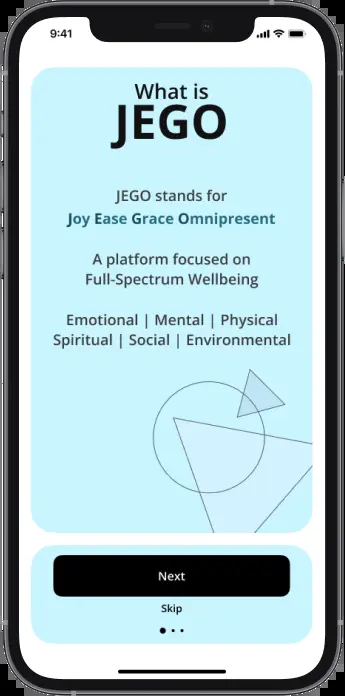 9:41
What is
JEGO
JEGO stands for
Joy Ease Grace Omnipresent
A platform focused on
Full-Spectrum Wellbeing
Emotional | Mental | Physical
Spiritual | Social | Environmental
Next
Skip